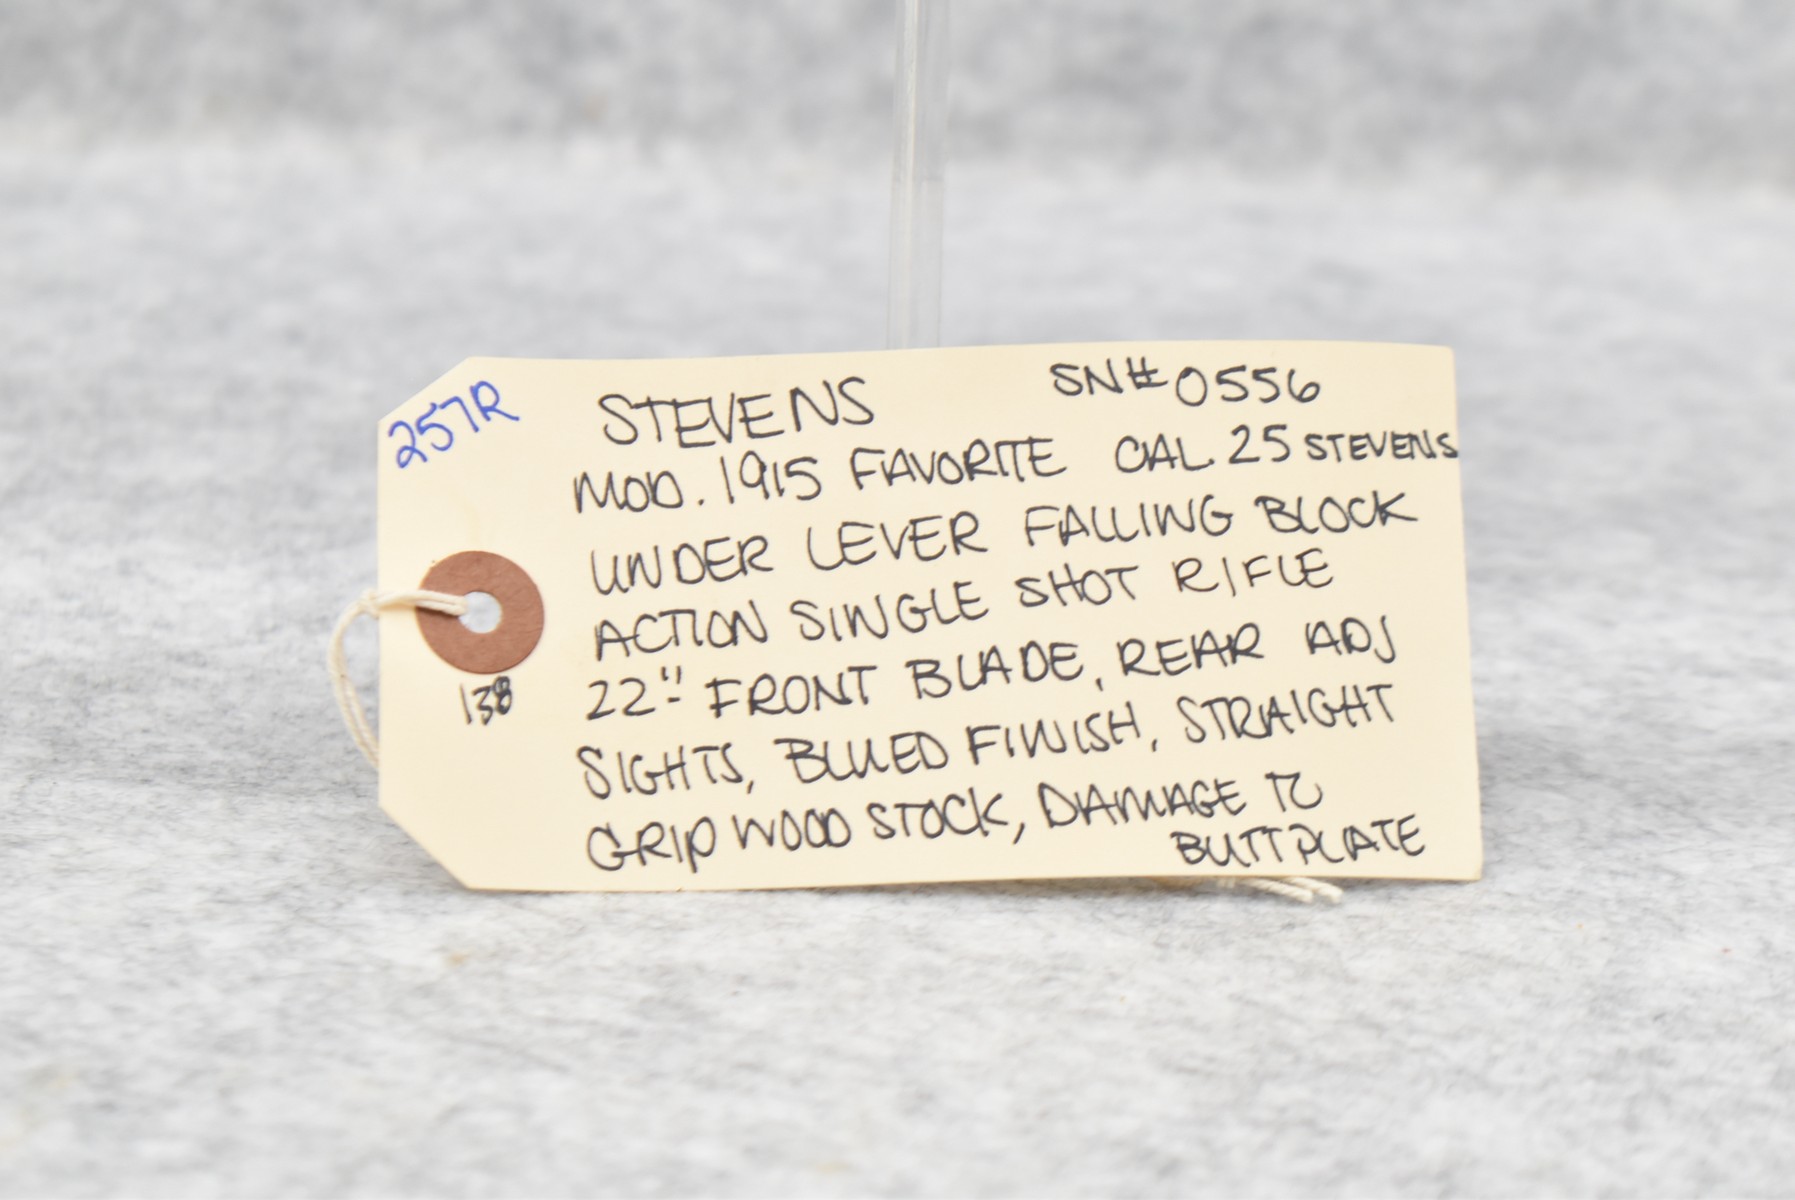 257R
STEVENS SN# 0556
MOD. 1915 FAVORITE CAL. 25 STEVENS
UNDER LEVER FALLING BLOCK
ACTION SINGLE SHOT RIFLE
22" FRONT BLADE, REAR ADJ
SIGHTS, BLUED FINISH, STRAIGHT
GRIP WOOD STOCK, DAMAGE TO
BUTTPLATE
138